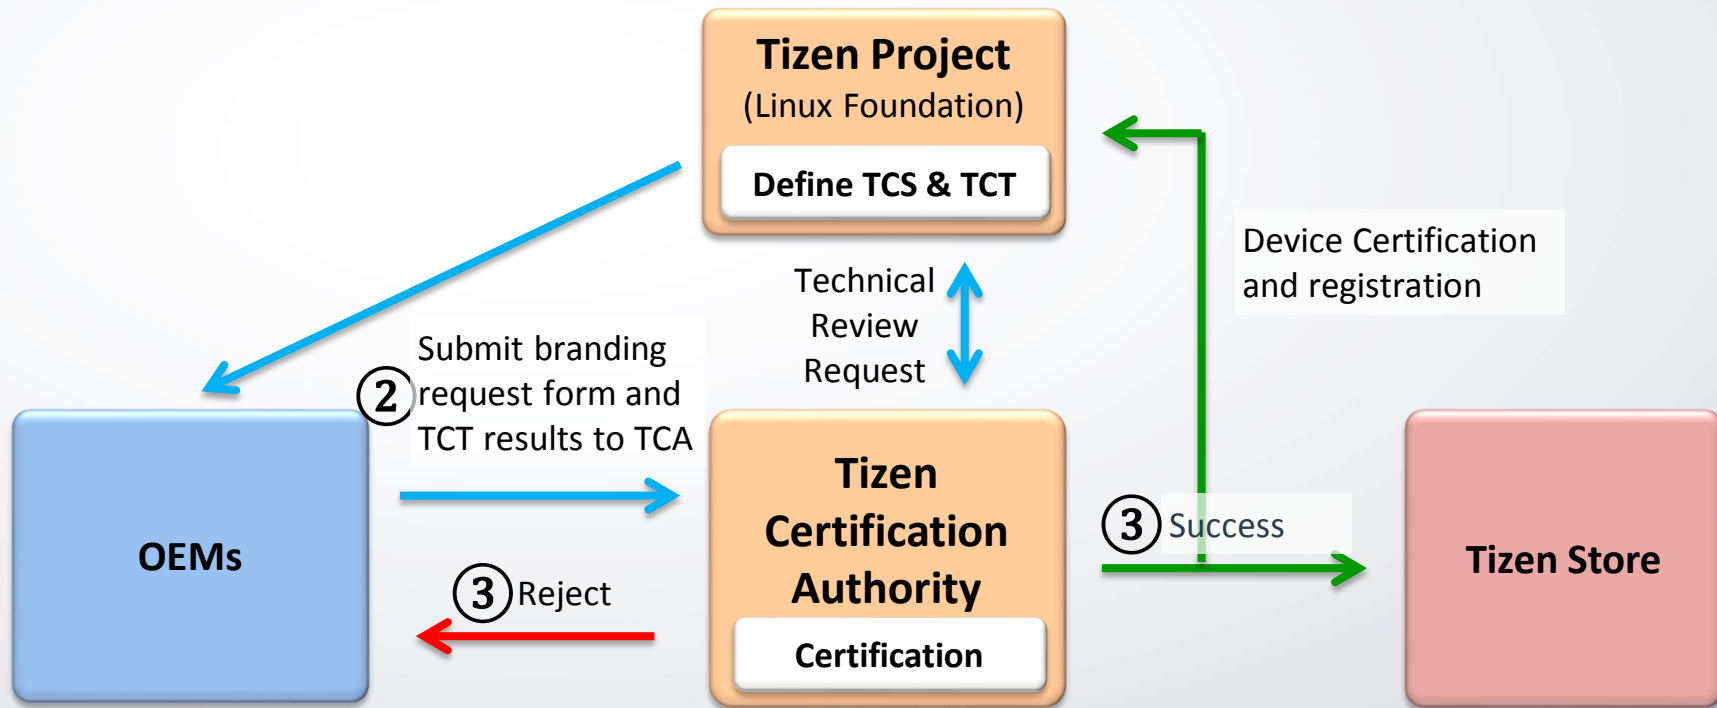 Tizen Project
(Linux Foundation)
Define TCS & TCT
Technical
Review
Request
Device Certification
and registration
2
Submit branding
request form and
TCT results to TCA
OEMs
3 Reject
Tizen
Certification
Authority
Certification
3 Success
Tizen Store